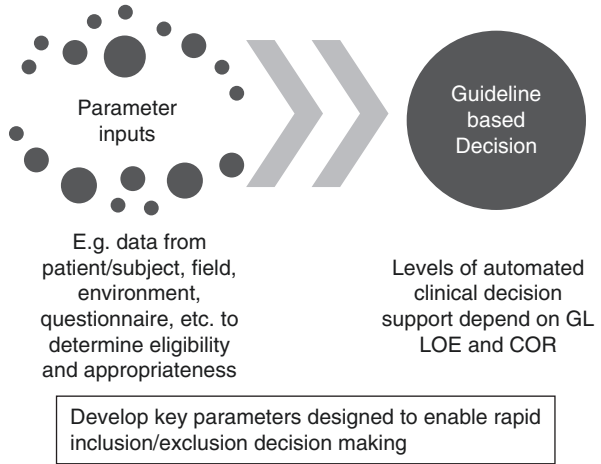 Parameter
inputs
Guideline
based
Decision
E.g. data from
patient/subject, field,
environment,
questionnaire, etc. to
determine eligibility
and appropriateness
Levels of automated
clinical decision
support depend on GL
LOE and COR
Develop key parameters designed to enable rapid
inclusion/exclusion decision making